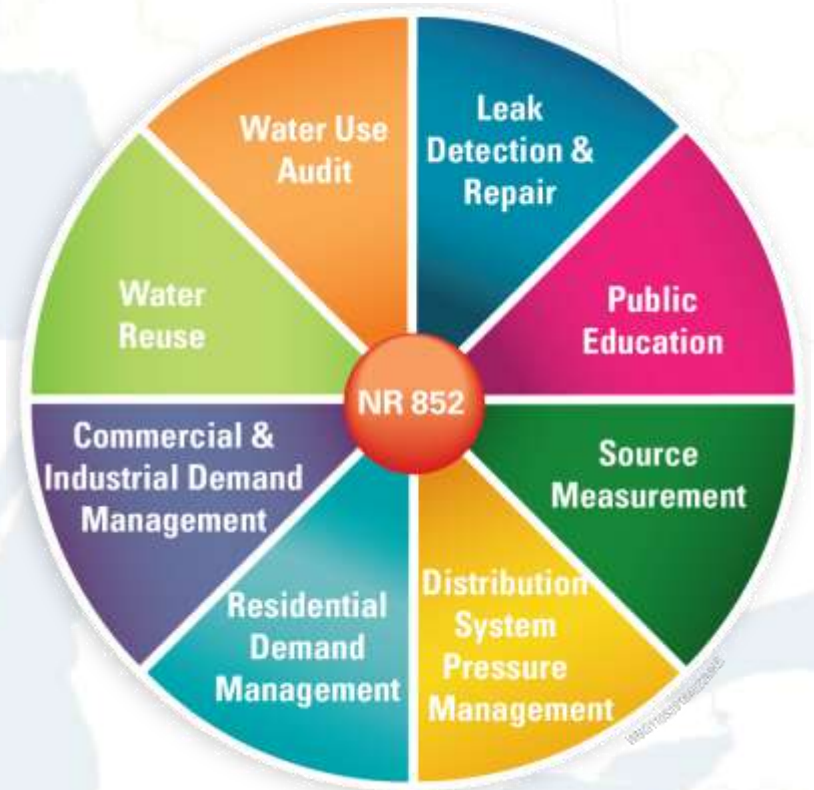 Water Use
Audit
Leak
Detection &
Repair
Public
Education
Source
Measurement
Distribution
System
Pressure
Management
Residential
Demand
Management
Commercial &
Industrial Demand
Management
Water
Reuse
NR 852